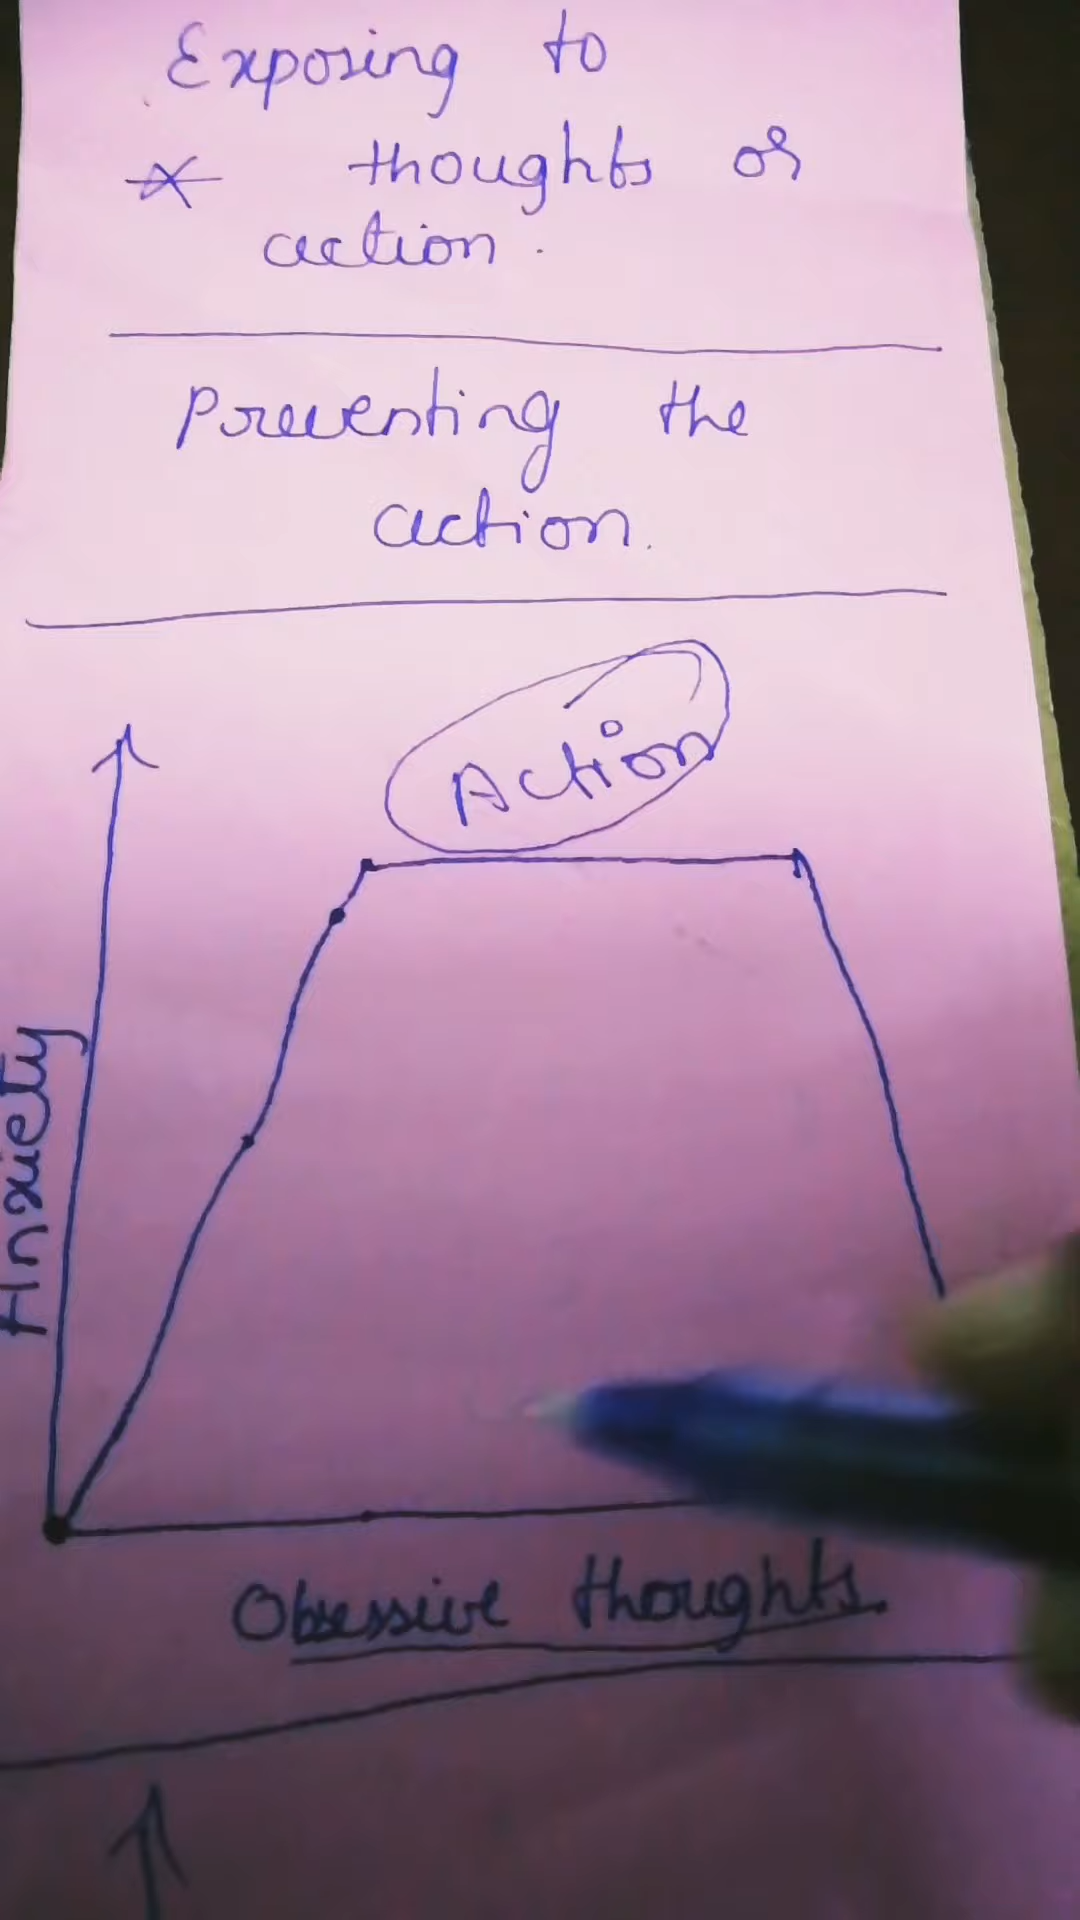 Exposing to
* thoughts or
action.
Preventing the
action.
Action
Anxiety
Obsessive thoughts.